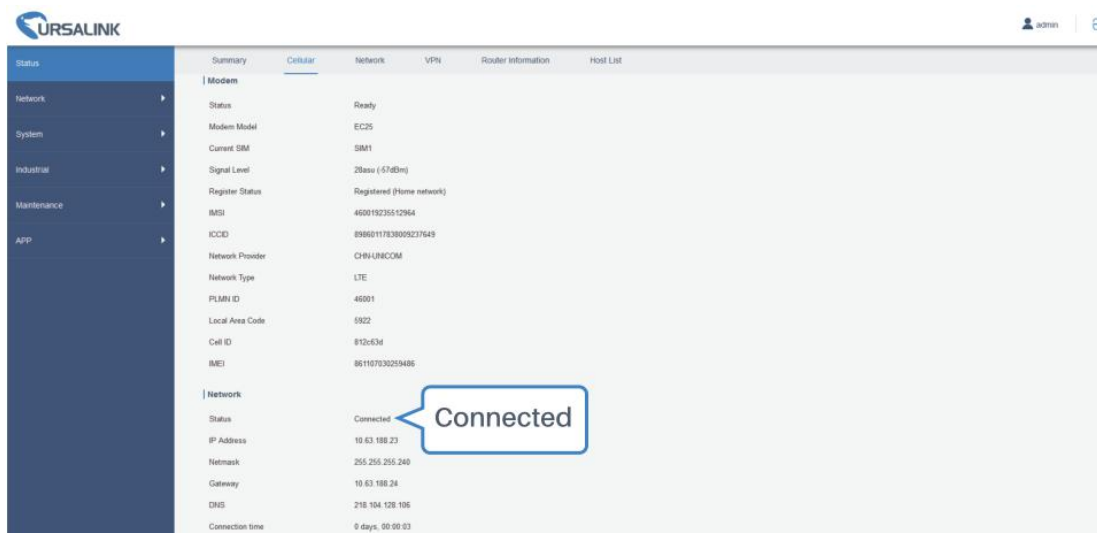 URSALINK
admin
Status
Network
System
Industrial
Maintenance
APP
Summary Cellular Network VPN Router Information Host List
Modem
Status Ready
Modem Model EC25
Current SIM SIM1
Signal Level 28asu (-57dBm)
Register Status Registered (Home network)
IMSI 460019235512964
ICCID 89860117838009237649
Network Provider CHN-UNICOM
Network Type LTE
PLMN ID 46001
Local Area Code 5922
Cell ID 812c63d
IMEI 861107030259486
Network
Status Connected
Connected
IP Address 10.63.188.23
Netmask 255.255.255.240
Gateway 10.63.188.24
DNS 218.104.128.106
Connection time 0 days, 00:00:03